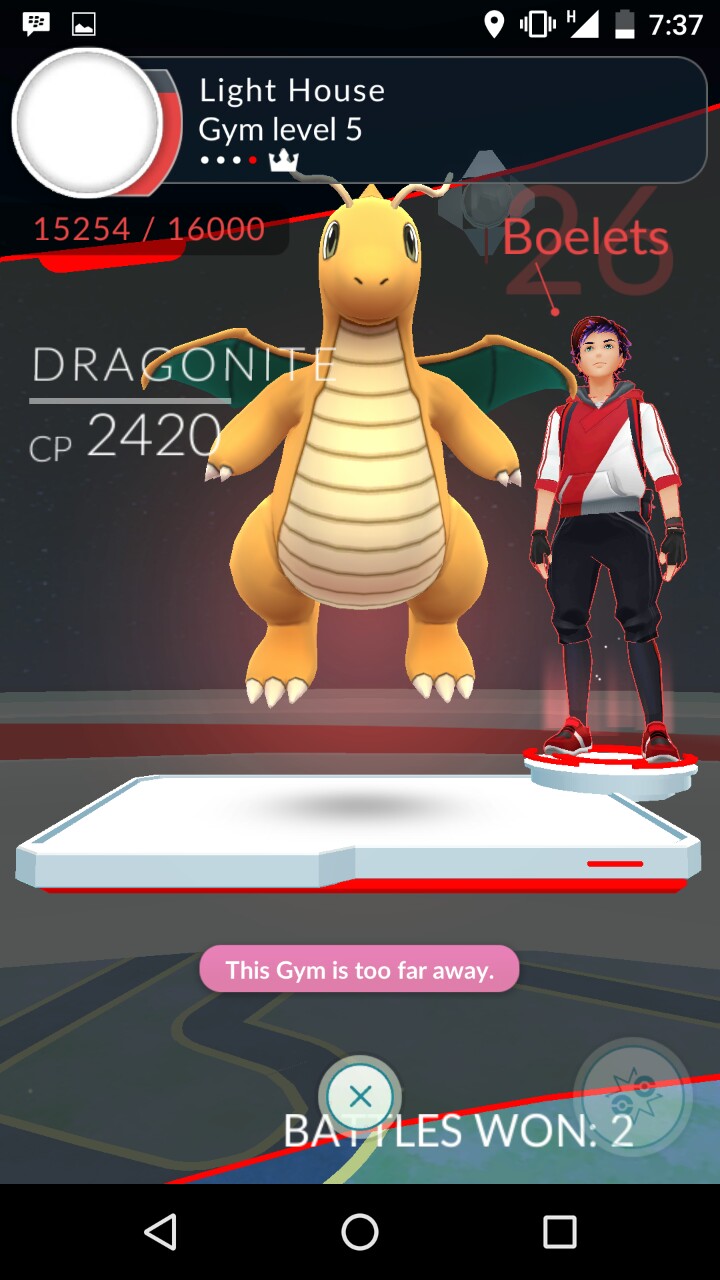 H
7:37
Light House
Gym level 5
15254 / 16000
26
Boelets
DRAGONITE
CP 2420
This Gym is too far away.
BATTLES WON: 2